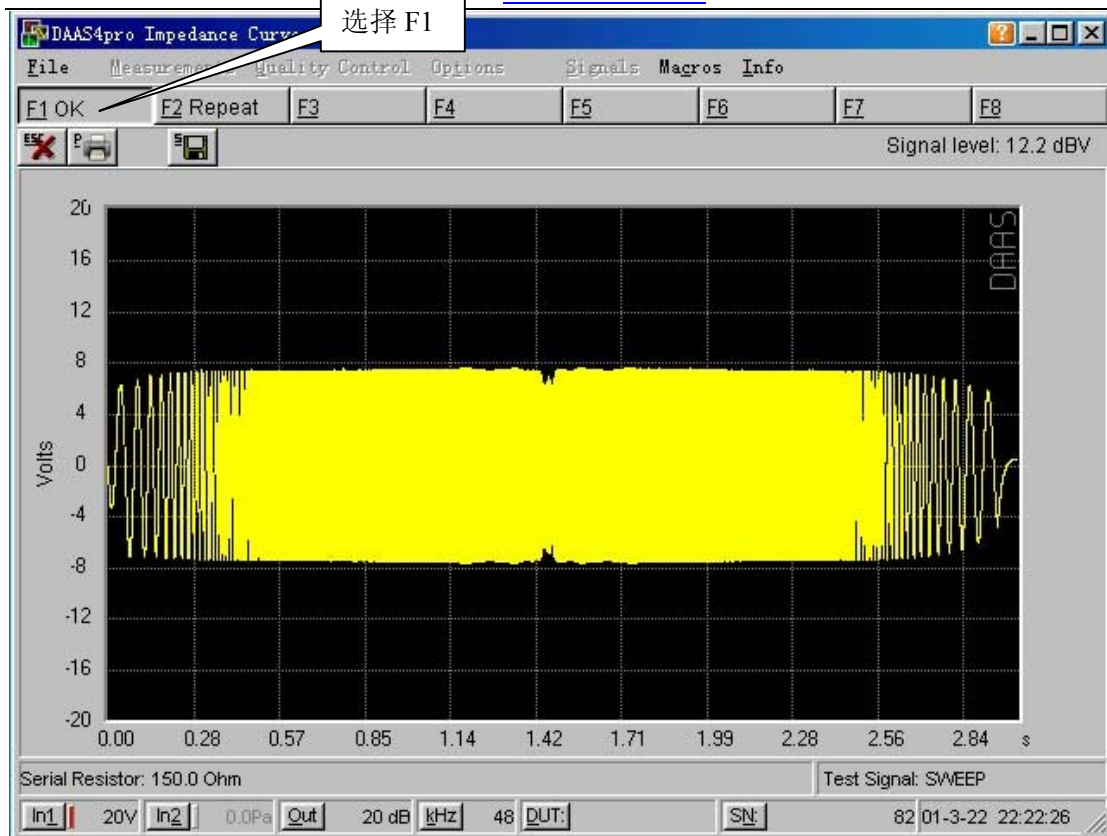 选择 F1
DAAS4pro Impedance Curv
File Measurements Quality Control Options Signals Macros Info
F1 OK F2 Repeat F3 F4 F5 F6 F7 F8
ESC P S Signal level: 12.2 dBV
DAAS
20
16
12
8
4
0
-4
-8
-12
-16
-20
Volts
0.00 0.28 0.57 0.85 1.14 1.42 1.71 1.99 2.28 2.56 2.84 s
Serial Resistor: 150.0 Ohm Test Signal: SWEEP
In1 20V In2 0.0Pa Out 20 dB kHz 48 DUT: SN: 82 01-3-22 22:22:26